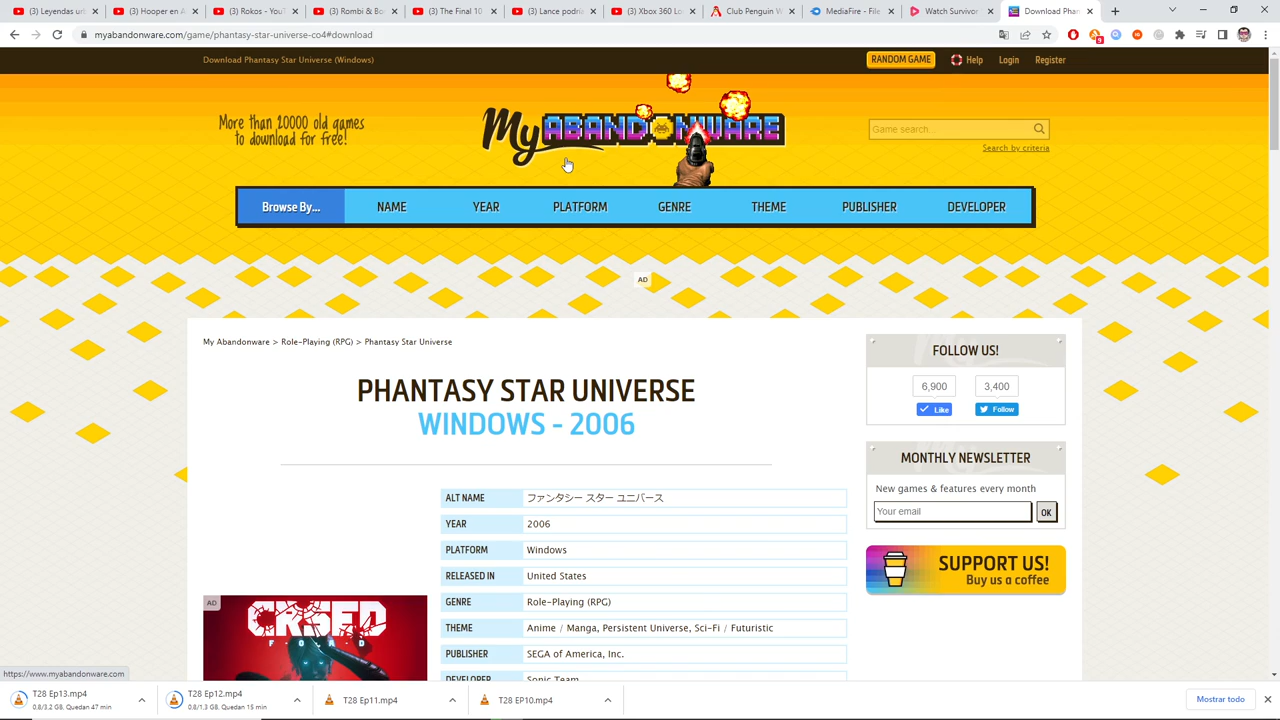 (3) Leyendas urb
(3) Hooper en A
(3) Rokos - YouT
(3) Rombi & Bo
(3) The Final 10
(3) Lance podría
(3) Xbox 360 Lo
Club Penguin W
MediaFire - File
Watch Survivor
Download Phan
myabandonware.com/game/phantasy-star-universe-co4#download
Download Phantasy Star Universe (Windows)
RANDOM GAME
Help
Login
Register
More than 20000 old games
to download for free!
My ABANDONWARE
Game search...
Search by criteria
Browse By...
NAME
YEAR
PLATFORM
GENRE
THEME
PUBLISHER
DEVELOPER
AD
My Abandonware > Role-Playing (RPG) > Phantasy Star Universe
PHANTASY STAR UNIVERSE
WINDOWS - 2006
FOLLOW US!
6,900
3,400
Like
Follow
MONTHLY NEWSLETTER
New games & features every month
Your email
OK
SUPPORT US!
Buy us a coffee
ALT NAME ファンタシー スター ユニバース
YEAR 2006
PLATFORM Windows
RELEASED IN United States
GENRE Role-Playing (RPG)
THEME Anime / Manga, Persistent Universe, Sci-Fi / Futuristic
PUBLISHER SEGA of America, Inc.
DEVELOPER Sonic Team
AD
CRSED
F.O.A.D
https://www.myabandonware.com
T28 Ep13.mp4
0.8/3.2 GB, Quedan 47 min
T28 Ep12.mp4
0.8/1.3 GB, Quedan 15 min
T28 Ep11.mp4
T28 EP10.mp4
Mostrar todo